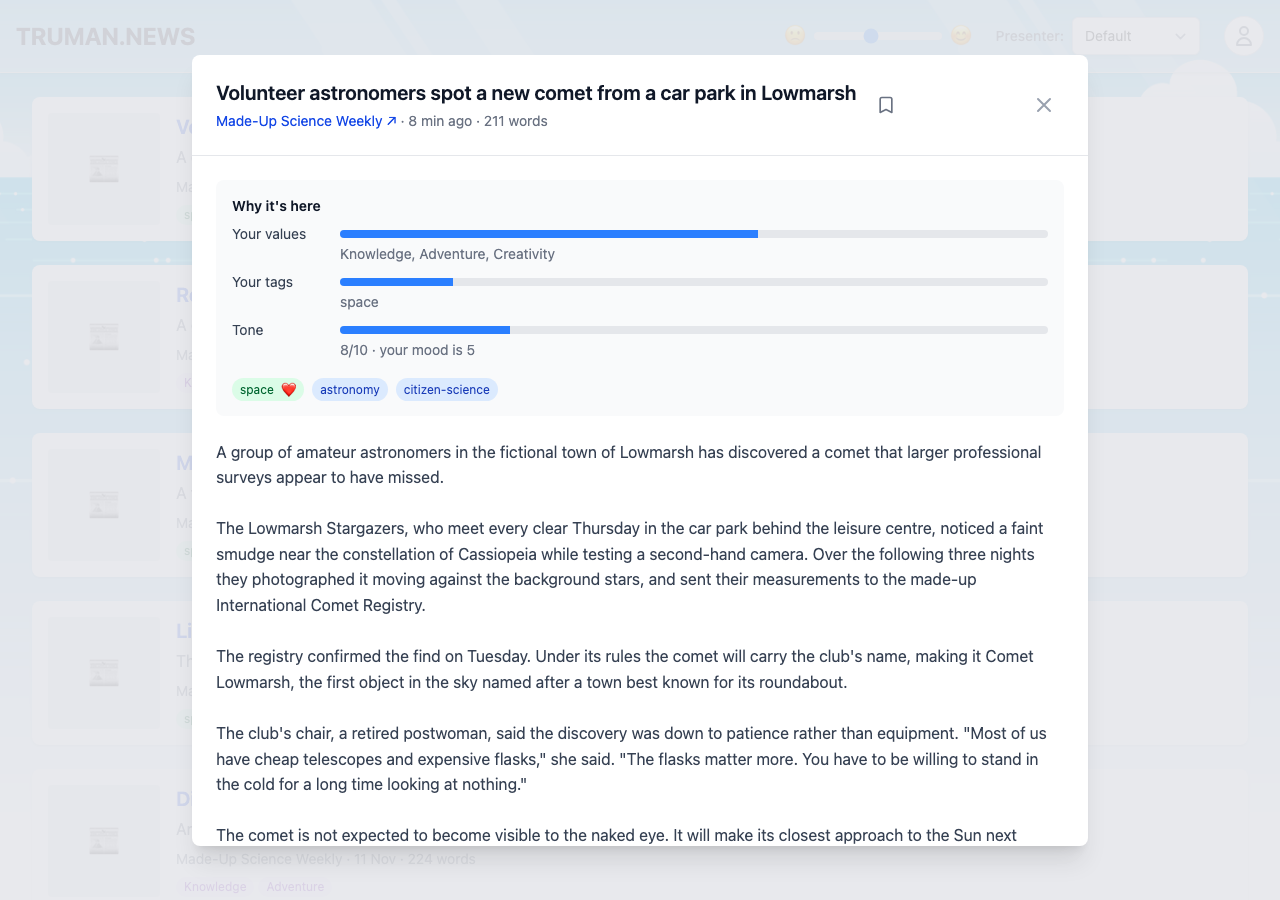 TRUMAN.NEWS
Presenter:
Default
Volunteer astronomers spot a new comet from a car park in Lowmarsh
Made-Up Science Weekly ↗ · 8 min ago · 211 words
Why it's here
Your values
Knowledge, Adventure, Creativity
Your tags
space
Tone
8/10 · your mood is 5
space ❤️ astronomy citizen-science
A group of amateur astronomers in the fictional town of Lowmarsh has discovered a comet that larger professional
surveys appear to have missed.
The Lowmarsh Stargazers, who meet every clear Thursday in the car park behind the leisure centre, noticed a faint
smudge near the constellation of Cassiopeia while testing a second-hand camera. Over the following three nights
they photographed it moving against the background stars, and sent their measurements to the made-up
International Comet Registry.
The registry confirmed the find on Tuesday. Under its rules the comet will carry the club's name, making it Comet
Lowmarsh, the first object in the sky named after a town best known for its roundabout.
The club's chair, a retired postwoman, said the discovery was down to patience rather than equipment. "Most of us
have cheap telescopes and expensive flasks," she said. "The flasks matter more. You have to be willing to stand in
the cold for a long time looking at nothing."
The comet is not expected to become visible to the naked eye. It will make its closest approach to the Sun next
Made-Up Science Weekly · 11 Nov · 224 words
Knowledge Adventure